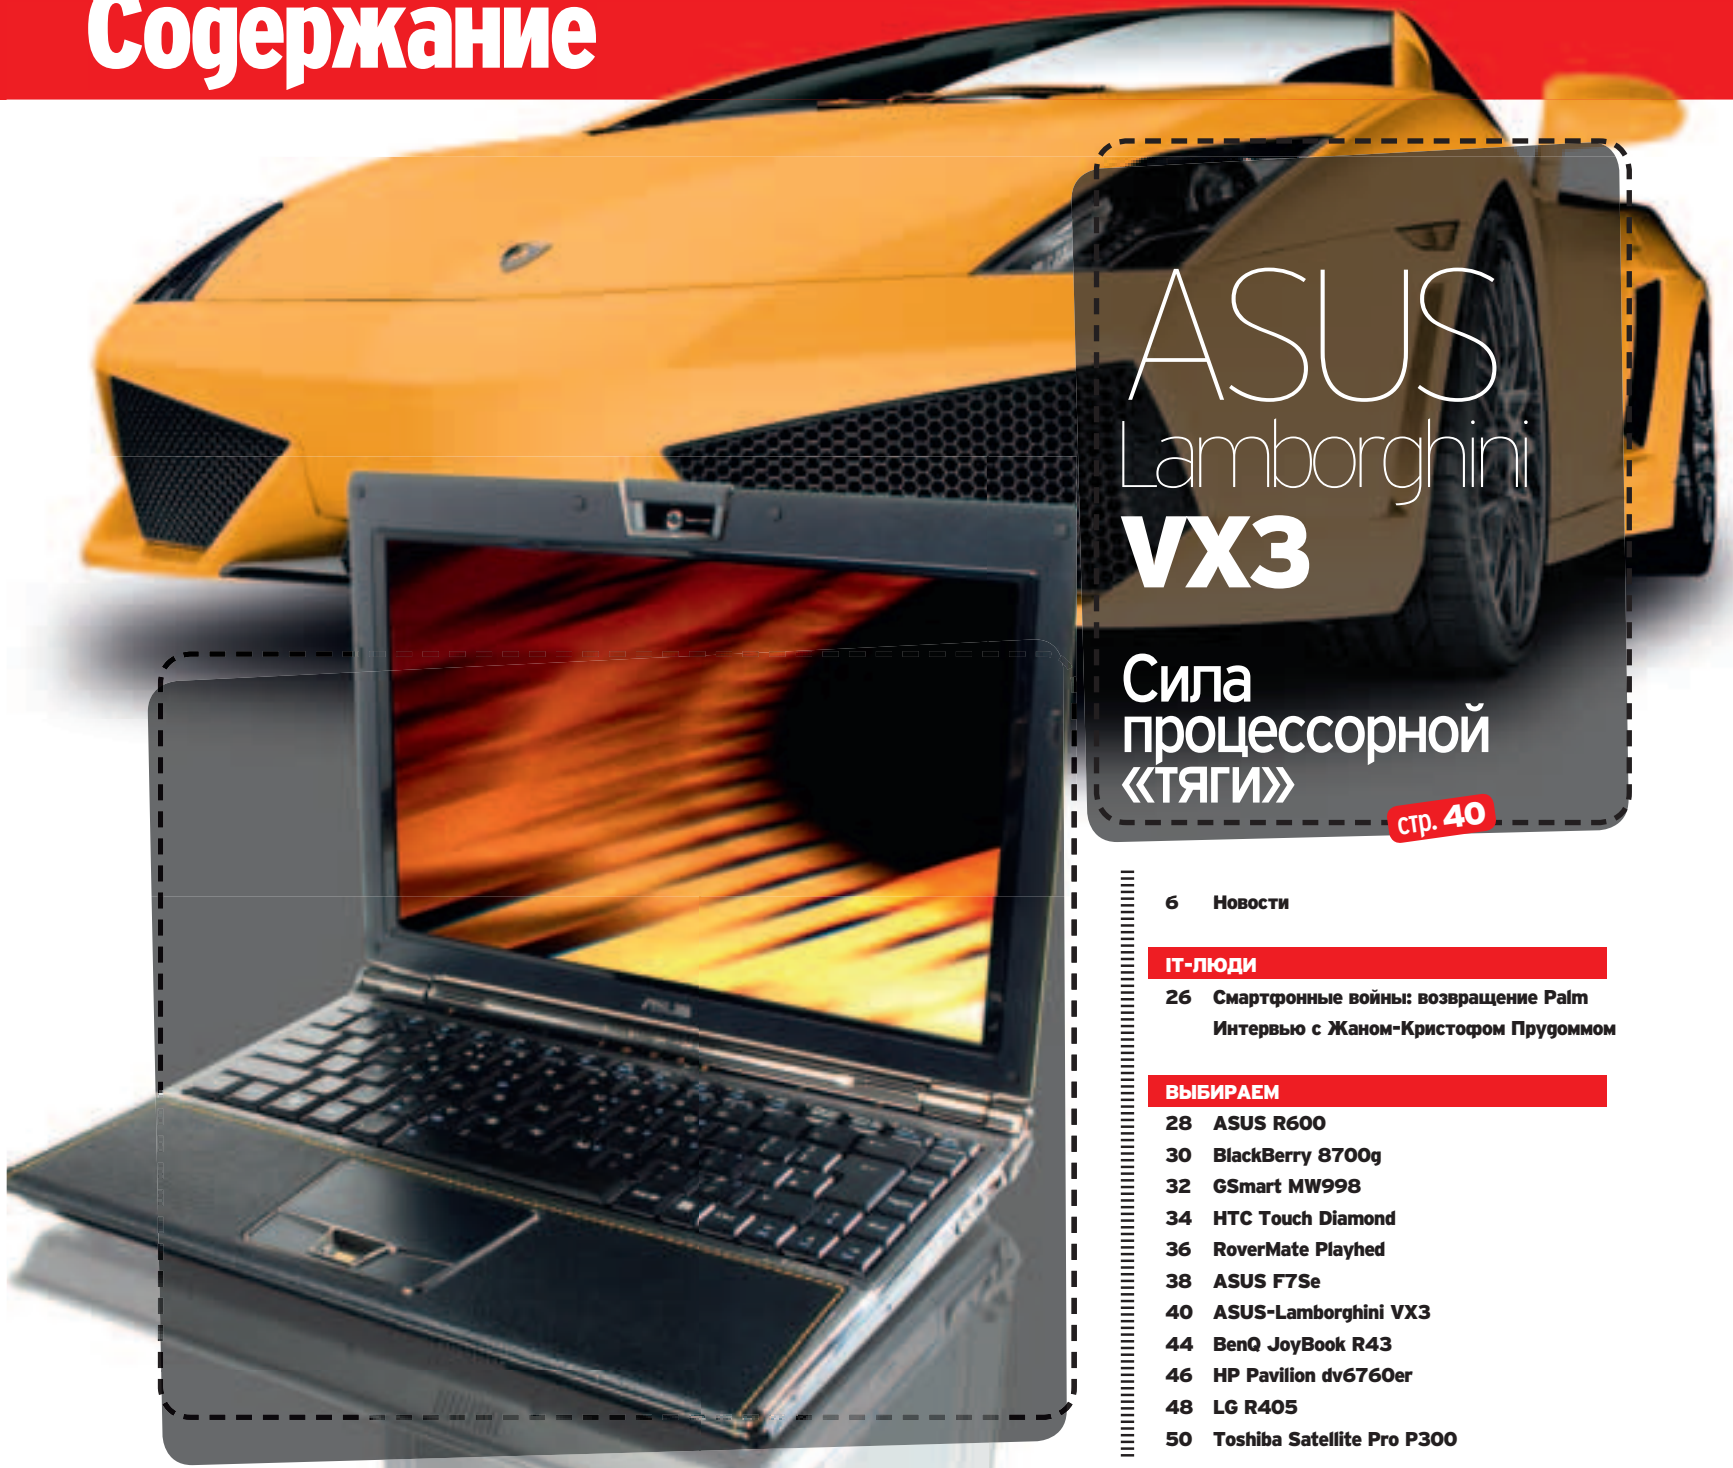 Содержание
ASUS
Lamborghini
VX3
Сила
процессорной
«тяги»
стр. 40
ASUS
6 Новости
IT-ЛЮДИ
26 Смартфонные войны: возвращение Palm
Интервью с Жаном-Кристофом Прудоммом
ВЫБИРАЕМ
28 ASUS R600
30 BlackBerry 8700g
32 GSmart MW998
34 HTC Touch Diamond
36 RoverMate Playhed
38 ASUS F7Se
40 ASUS-Lamborghini VX3
44 BenQ JoyBook R43
46 HP Pavilion dv6760er
48 LG R405
50 Toshiba Satellite Pro P300